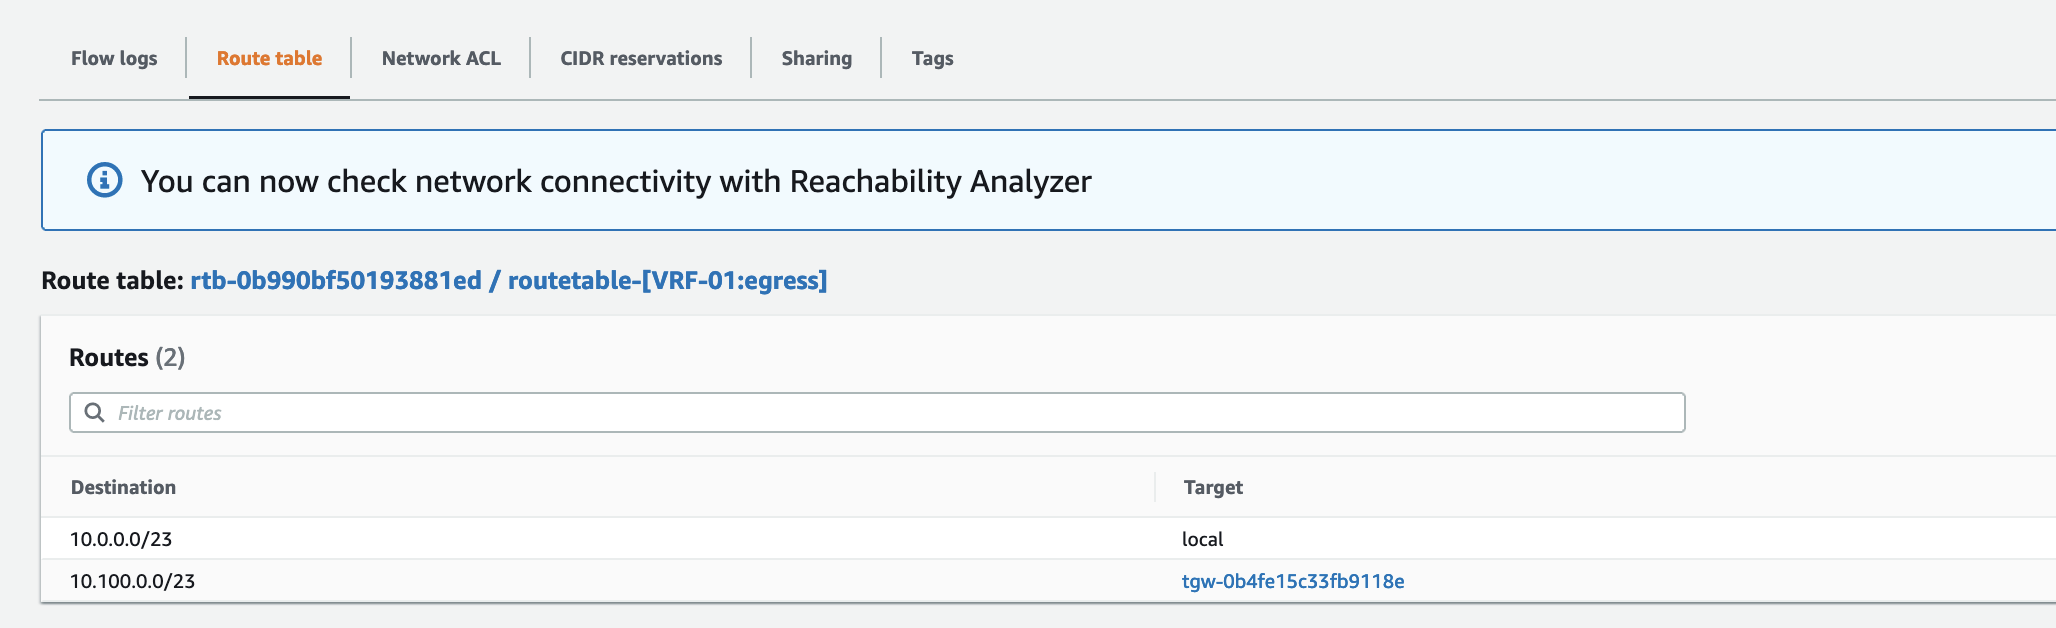 Flow logs
Route table
Network ACL
CIDR reservations
Sharing
Tags
You can now check network connectivity with Reachability Analyzer
Route table: rtb-0b990bf50193881ed / routetable-[VRF-01:egress]
Routes (2)
Filter routes
Destination
Target
10.0.0.0/23
local
10.100.0.0/23
tgw-0b4fe15c33fb9118e